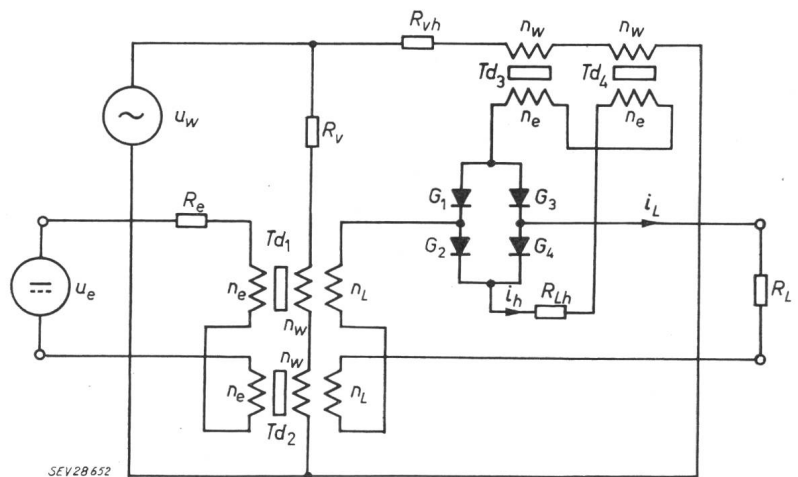 R_vh
n_w
n_w
Td_3
Td_4
n_e
n_e
~
u_w
R_v
G_1
G_3
i_L
R_e
Td_1
G_2
G_4
u_e
n_e
n_w
n_L
i_h
R_Lh
R_L
n_e
n_w
n_L
Td_2
SEV28652